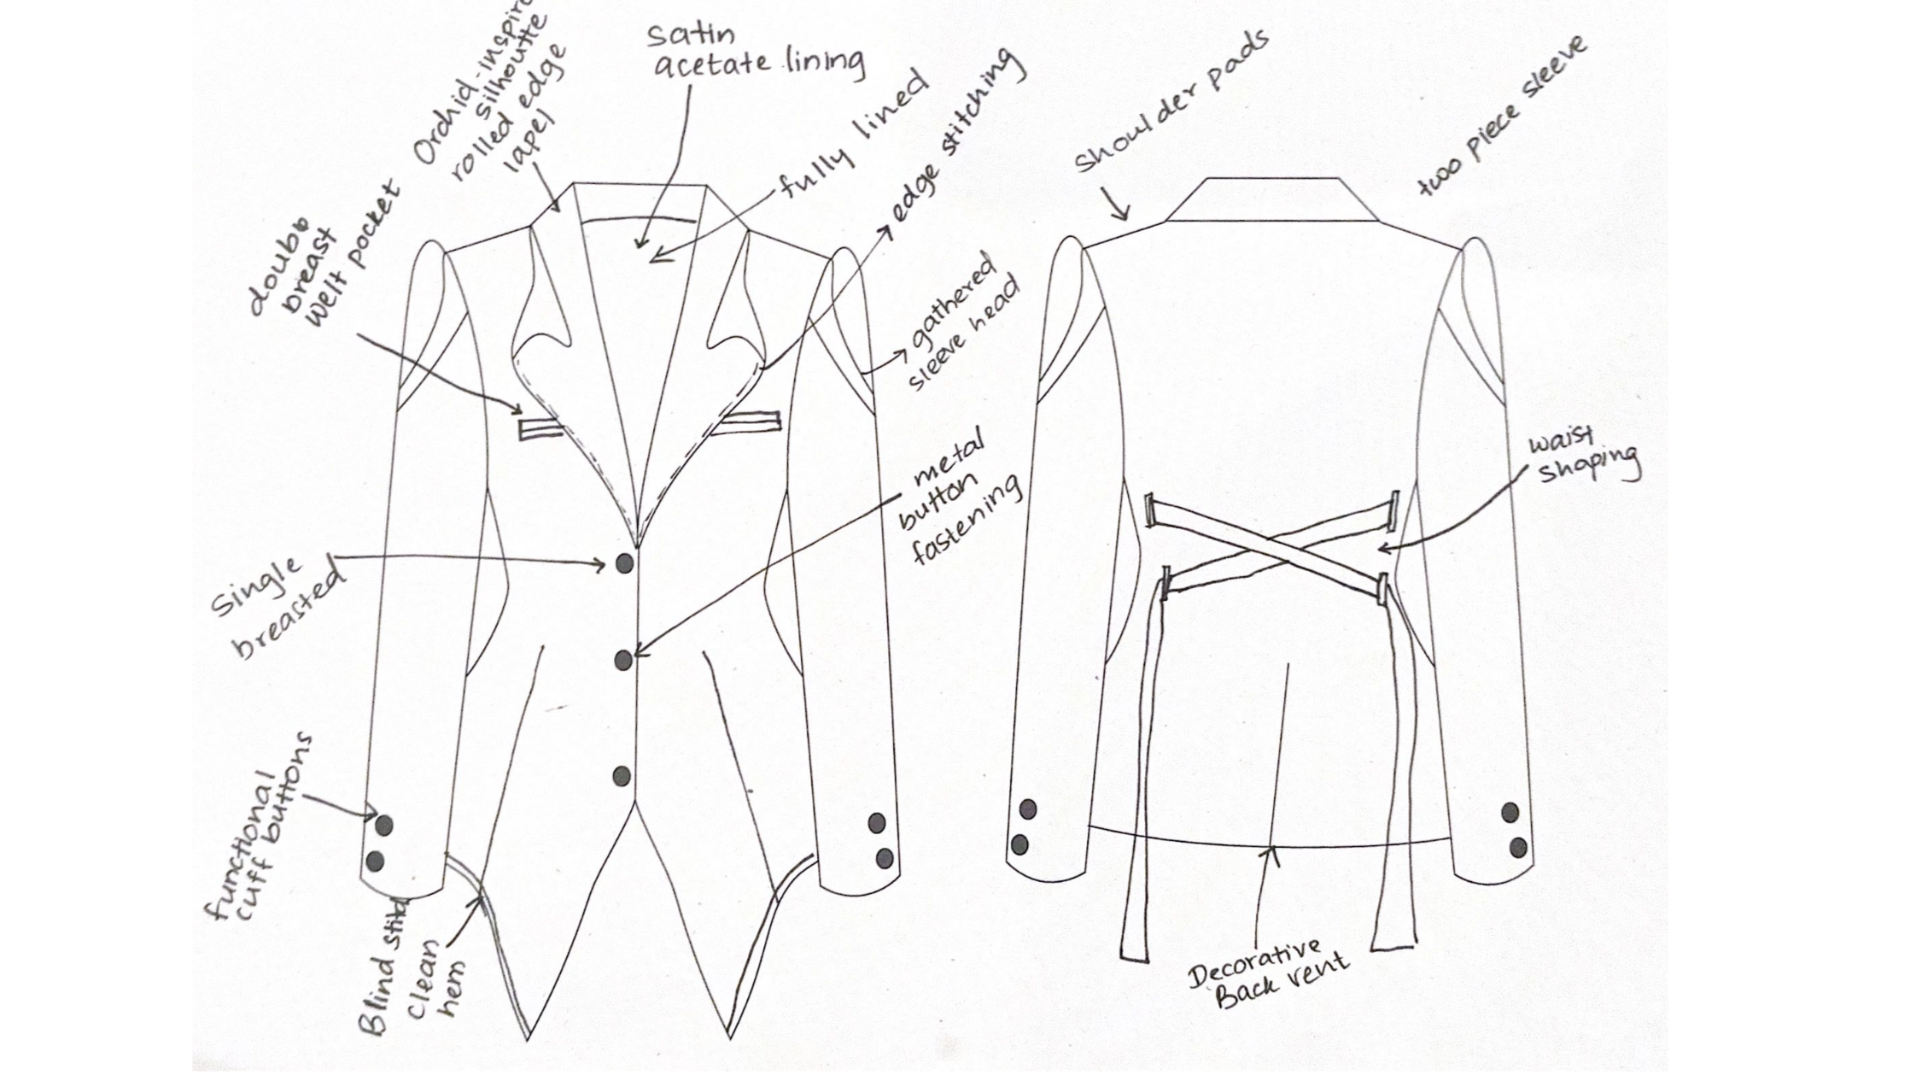 Orchid-inspire
silhoutte
rolled edge
lapel
satin
acetate lining
fully lined
edge stitching
double
breast
welt pocket
gathered
sleeve head
metal
button
fastening
Single
breasted
functional
cuff buttons
Blind stitc
clean
hem
Shoulder pads
two piece sleeve
waist
shaping
Decorative
Back vent